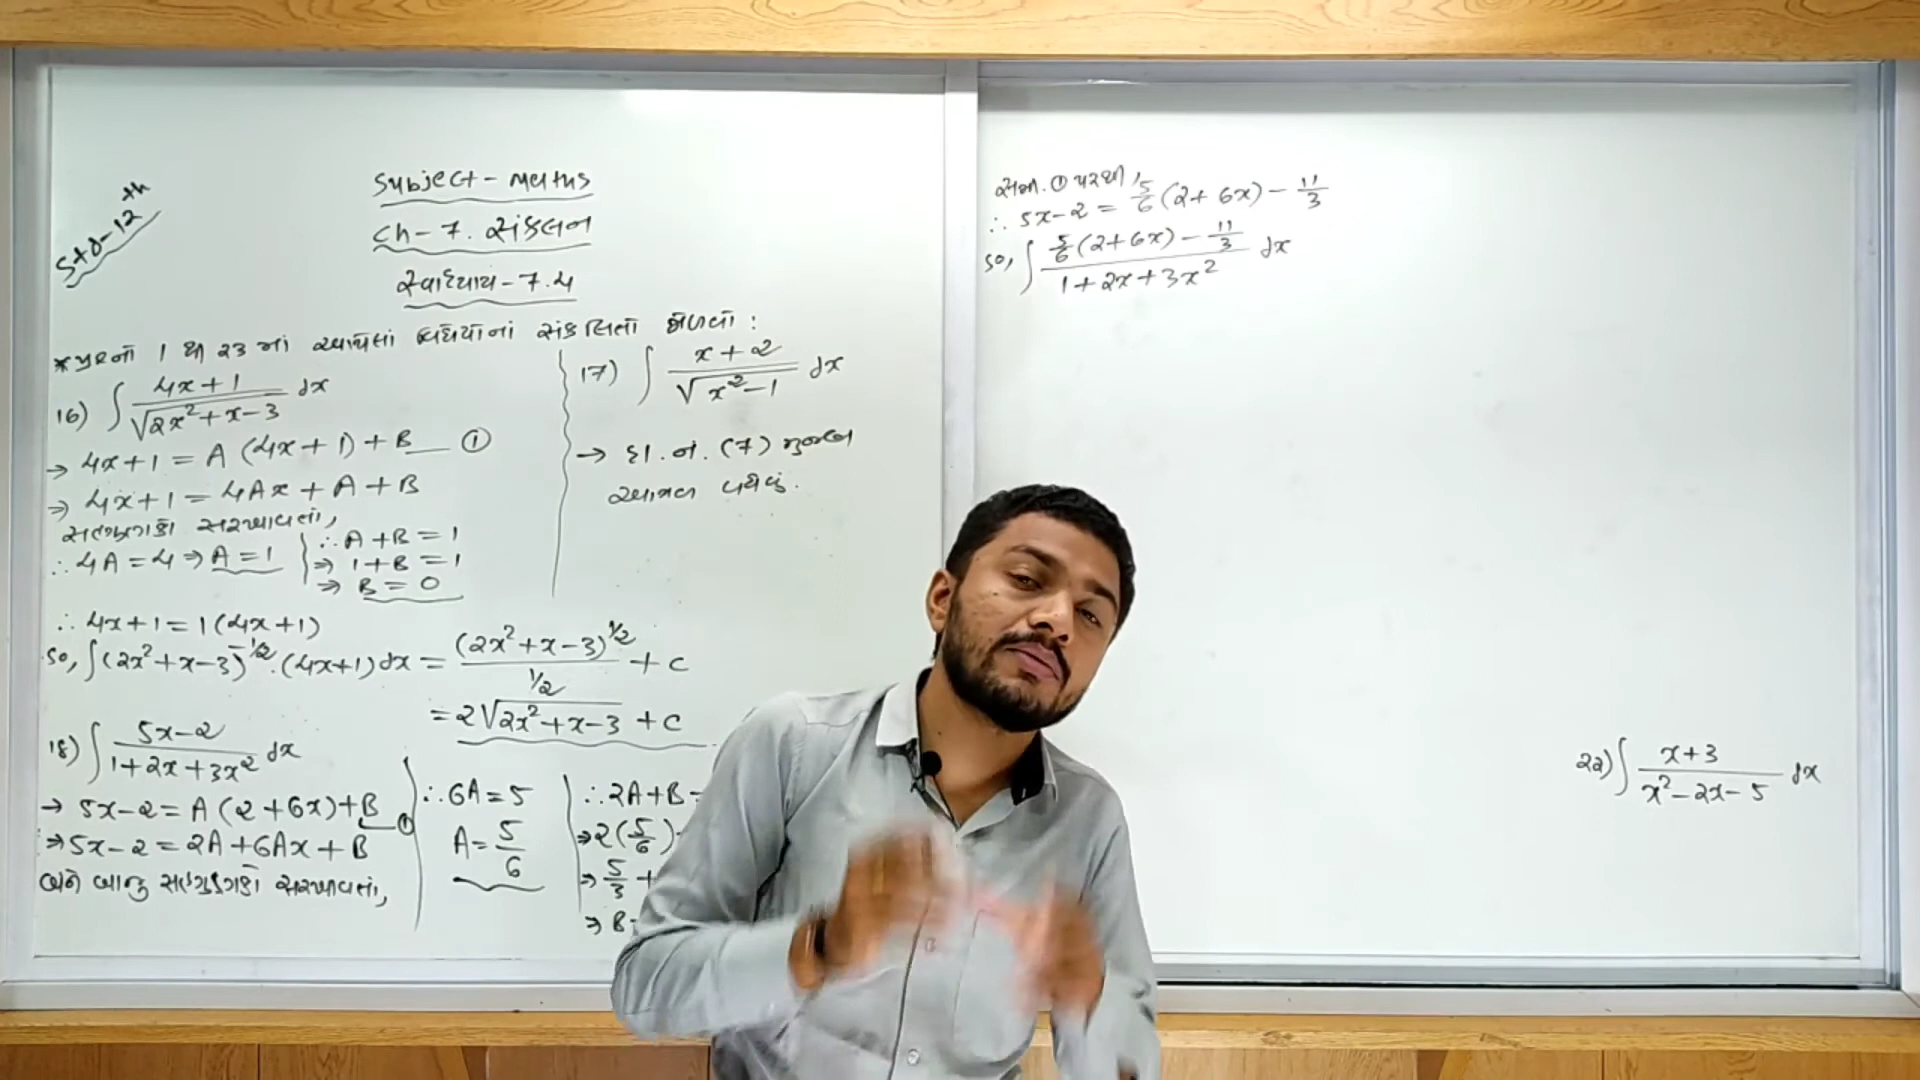 Std-12th
Subject - Maths
Ch-7. સંકલન
સ્વાધ્યાય-7.4
* પ્રશ્નો 1 થી 23 માં આપેલાં વિધેયોનાં સંકલિતો મેળવો :
16) ∫ (4x+1)/√(2x²+x-3) dx
→ 4x+1 = A(4x+1)+B — ①
⇒ 4x+1 = 4Ax + A + B
સરખાવતાં,
∴ 4A = 4 ⇒ A = 1
∴ A+B = 1
⇒ 1+B = 1
⇒ B = 0
∴ 4x+1 = 1(4x+1)
so, ∫(2x²+x-3)^(-1/2) · (4x+1) dx = (2x²+x-3)^(1/2) / (1/2) + c
= 2√(2x²+x-3) + c
17) ∫ (x+2)/√(x²-1) dx
→ દા.નં. (7) મુજબ
આગળ વધવું.
18) ∫ (5x-2)/(1+2x+3x²) dx
→ 5x-2 = A(2+6x)+B — ①
⇒ 5x-2 = 2A+6Ax+B
બંને બાજુ સરખાવતાં,
∴ 6A = 5
A = 5/6
∴ 2A+B =
⇒ 2(5/6)
⇒ 5/3 +
⇒ B =
સમી. ① પરથી,
∴ 5x-2 = 5/6 (2+6x) - 11/3
so, ∫ (5/6 (2+6x) - 11/3)/(1+2x+3x²) dx
22) ∫ (x+3)/(x²-2x-5) dx